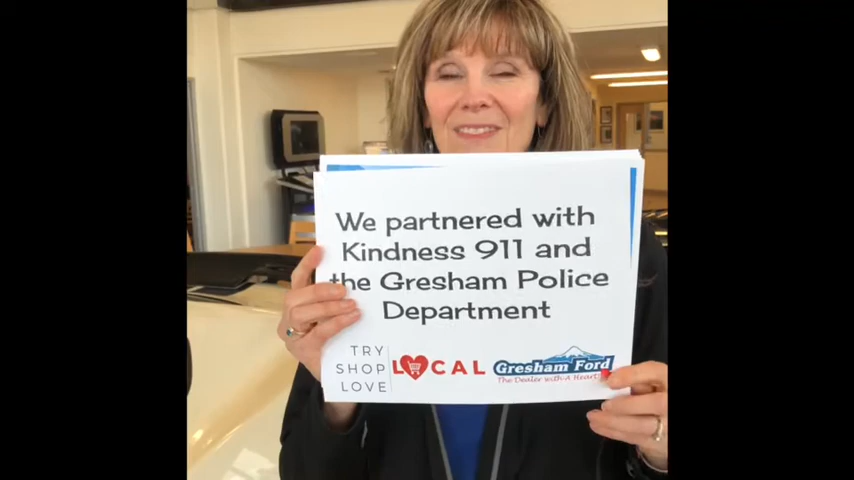 We partnered with
Kindness 911 and
the Gresham Police
Department
TRY
SHOP
LOVE
LOCAL
Gresham Ford
The Dealer with A Heart!